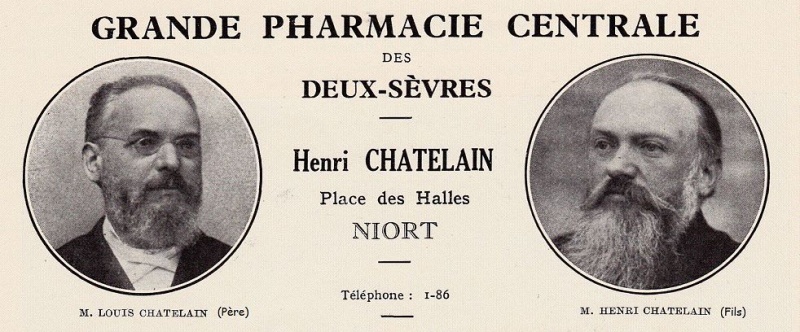 GRANDE PHARMACIE CENTRALE
DES
DEUX-SÈVRES
Henri CHATELAIN
Place des Halles
NIORT
Téléphone : 1-86
M. LOUIS CHATELAIN (Père)
M. HENRI CHATELAIN (Fils)